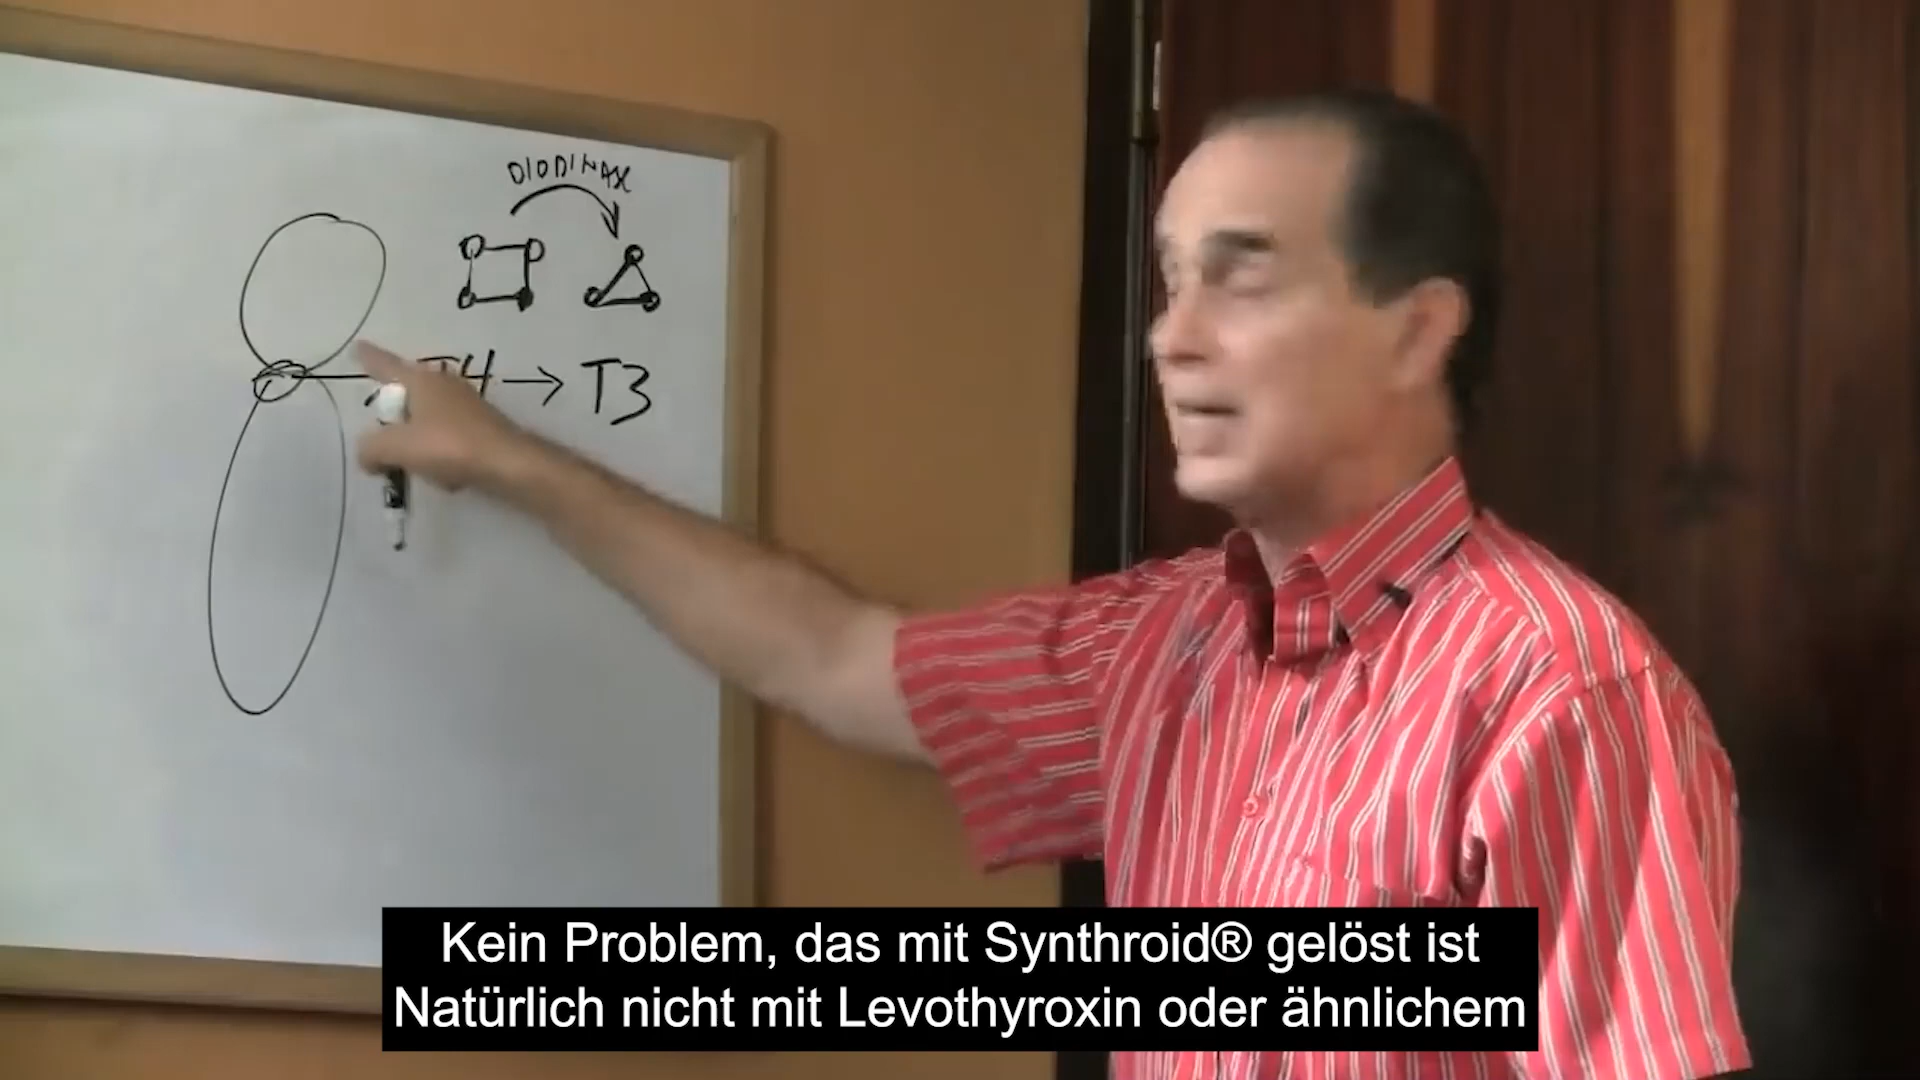 DIODINAX
T4 → T3
Kein Problem, das mit Synthroid® gelöst ist
Natürlich nicht mit Levothyroxin oder ähnlichem